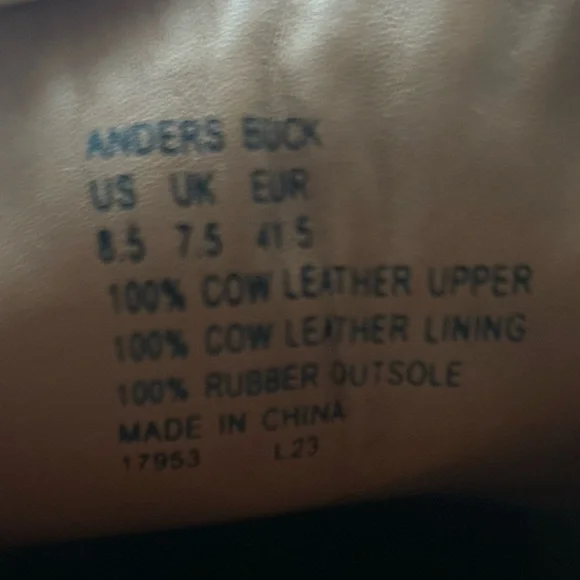 ANDERS BUCK
US UK EUR
8.5 7.5 41.5
100% COW LEATHER UPPER
100% COW LEATHER LINING
100% RUBBER OUTSOLE
MADE IN CHINA
17953 L23